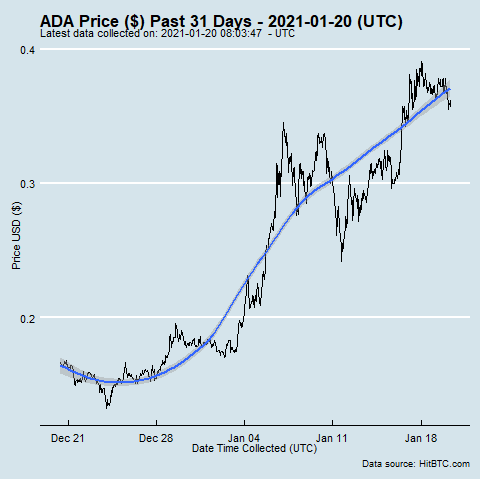 ADA Price ($) Past 31 Days - 2021-01-20 (UTC)
Latest data collected on: 2021-01-20 08:03:47 - UTC
0.4
0.3
0.2
Price USD ($)
Dec 21 Dec 28 Jan 04 Jan 11 Jan 18
Date Time Collected (UTC)
Data source: HitBTC.com